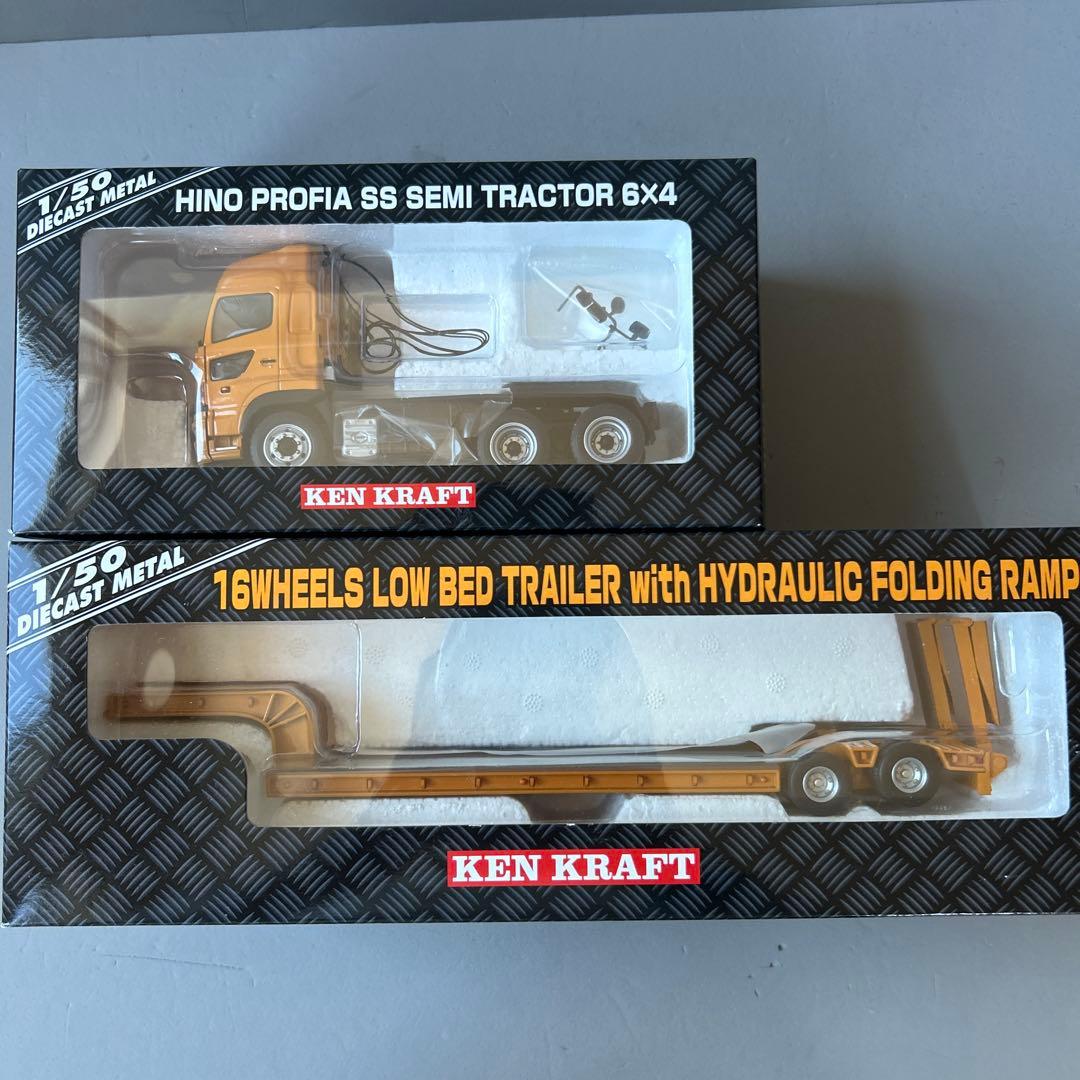 1/50
DIECAST METAL
HINO PROFIA SS SEMI TRACTOR 6×4
KEN KRAFT
1/50
DIECAST METAL
16WHEELS LOW BED TRAILER with HYDRAULIC FOLDING RAMP
KEN KRAFT